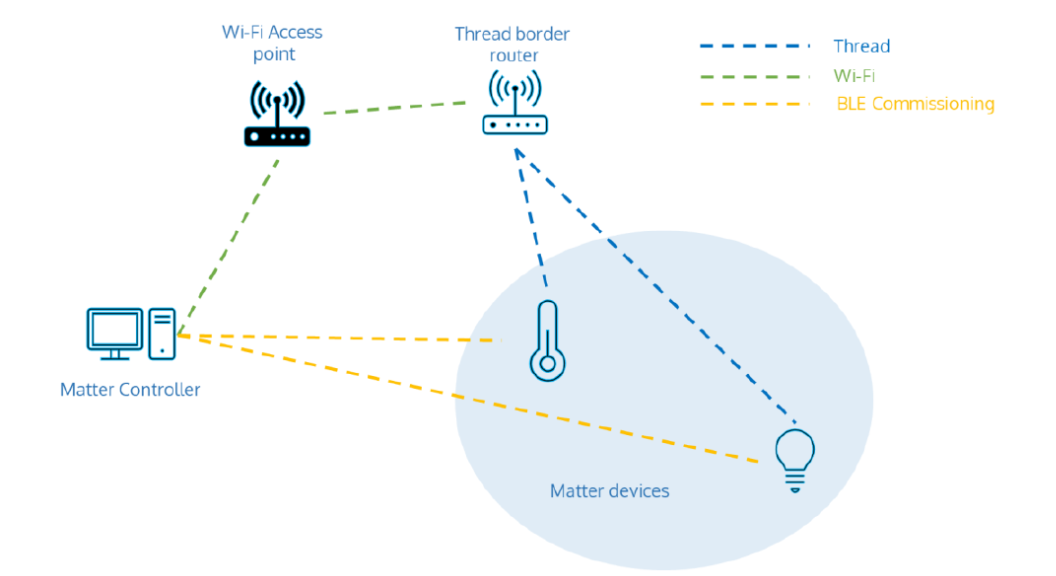 Wi-Fi Access
point
Thread border
router
Thread
Wi-Fi
BLE Commissioning
Matter Controller
Matter devices